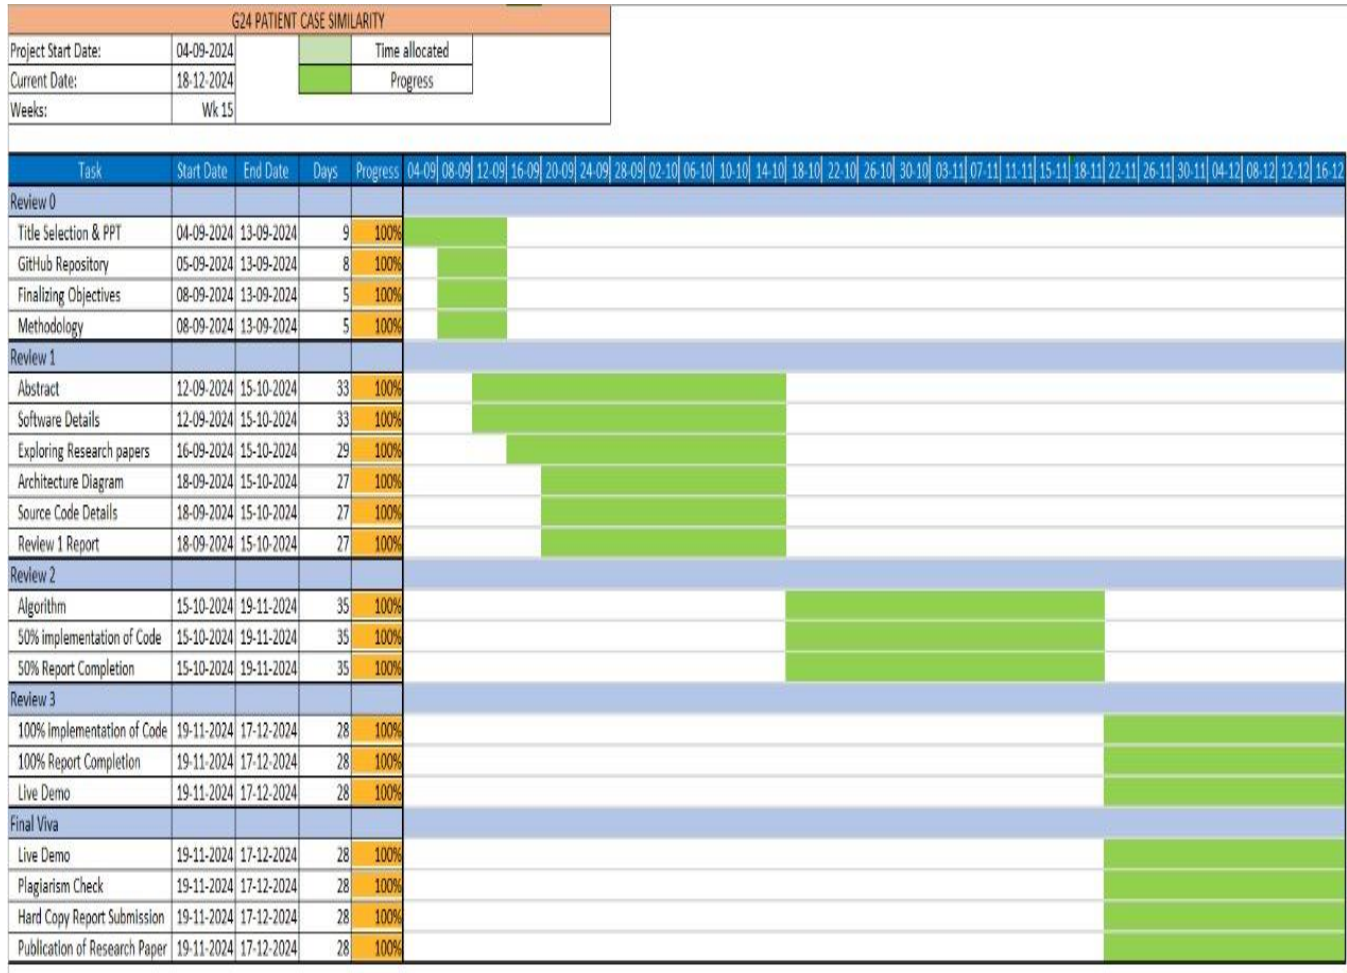 G24 PATIENT CASE SIMILARITY
Project Start Date: 04-09-2024 Time allocated
Current Date: 18-12-2024 Progress
Weeks: Wk 15
Task Start Date End Date Days Progress 04-09 08-09 12-09 16-09 20-09 24-09 28-09 02-10 06-10 10-10 14-10 18-10 22-10 26-10 30-10 03-11 07-11 11-11 15-11 18-11 22-11 26-11 30-11 04-12 08-12 12-12 16-12
Review 0
Title Selection & PPT 04-09-2024 13-09-2024 9 100%
GitHub Repository 05-09-2024 13-09-2024 8 100%
Finalizing Objectives 08-09-2024 13-09-2024 5 100%
Methodology 08-09-2024 13-09-2024 5 100%
Review 1
Abstract 12-09-2024 15-10-2024 33 100%
Software Details 12-09-2024 15-10-2024 33 100%
Exploring Research papers 16-09-2024 15-10-2024 29 100%
Architecture Diagram 18-09-2024 15-10-2024 27 100%
Source Code Details 18-09-2024 15-10-2024 27 100%
Review 1 Report 18-09-2024 15-10-2024 27 100%
Review 2
Algorithm 15-10-2024 19-11-2024 35 100%
50% implementation of Code 15-10-2024 19-11-2024 35 100%
50% Report Completion 15-10-2024 19-11-2024 35 100%
Review 3
100% Implementation of Code 19-11-2024 17-12-2024 28 100%
100% Report Completion 19-11-2024 17-12-2024 28 100%
Live Demo 19-11-2024 17-12-2024 28 100%
Final Viva
Live Demo 19-11-2024 17-12-2024 28 100%
Plagiarism Check 19-11-2024 17-12-2024 28 100%
Hard Copy Report Submission 19-11-2024 17-12-2024 28 100%
Publication of Research Paper 19-11-2024 17-12-2024 28 100%